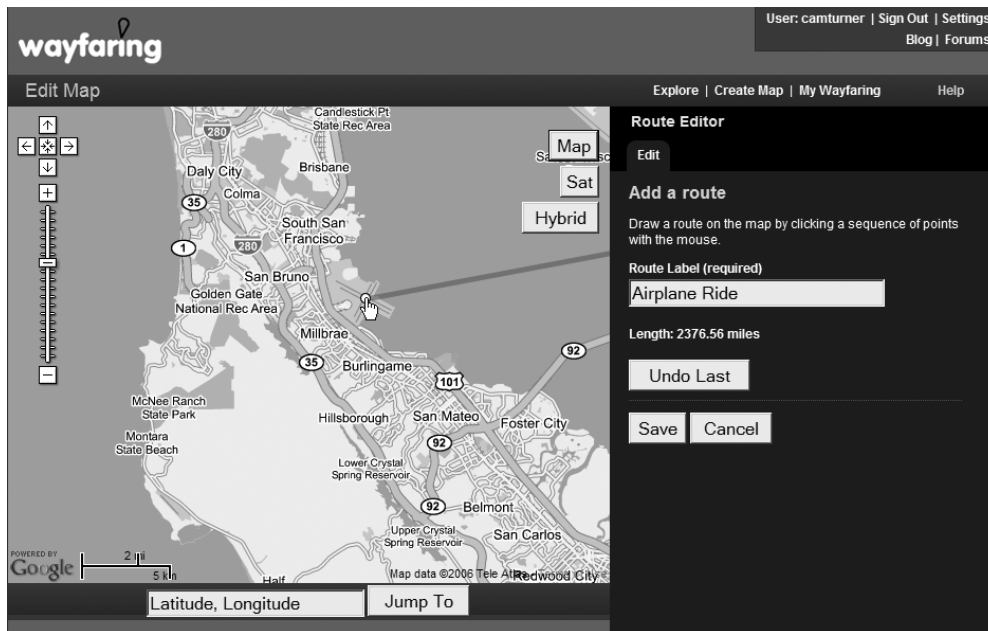 wayfaring
User: camturner | Sign Out | Settings
Blog | Forums
Edit Map
Explore | Create Map | My Wayfaring
Help
Candlestick Pt
State Rec Area
280
Brisbane
Daly City
Colma
35
South San
Francisco
1
280
San Bruno
Golden Gate
National Rec Area
Millbrae
35
Burlingame
92
101
McNee Ranch
State Park
Hillsborough
San Mateo
Foster City
Montara
State Beach
92
Lower Crystal
Spring Reservoir
92
Belmont
Upper Crystal
Spring Reservoir
San Carlos
Redwood City
Half
Map
Sat
Hybrid
POWERED BY
Google
2 mi
5 km
Map data ©2006 Tele
Latitude, Longitude
Jump To
Route Editor
Edit
Add a route
Draw a route on the map by clicking a sequence of points
with the mouse.
Route Label (required)
Airplane Ride
Length: 2376.56 miles
Undo Last
Save
Cancel